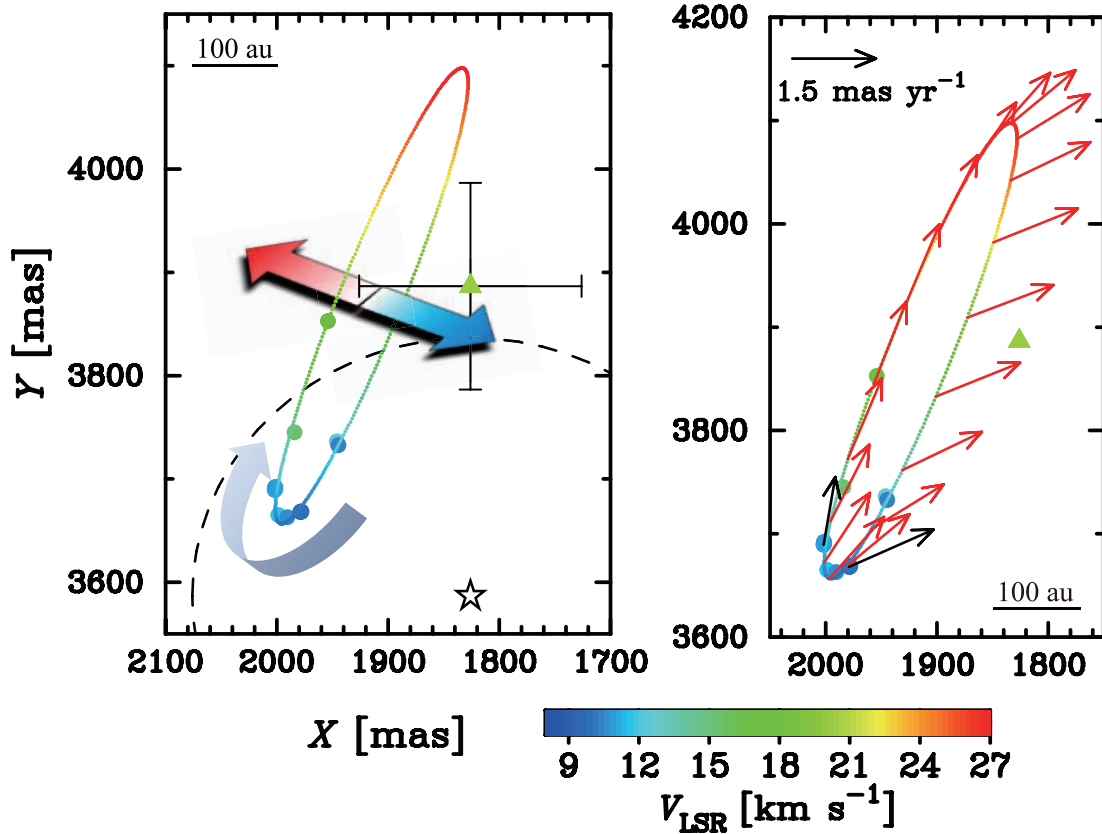 100 au
4000
3800
3600
Y [mas]
2100 2000 1900 1800 1700
X [mas]
4200
1.5 mas yr⁻¹
4000
3800
100 au
3600
2000 1900 1800
9 12 15 18 21 24 27
V_LSR [km s⁻¹]